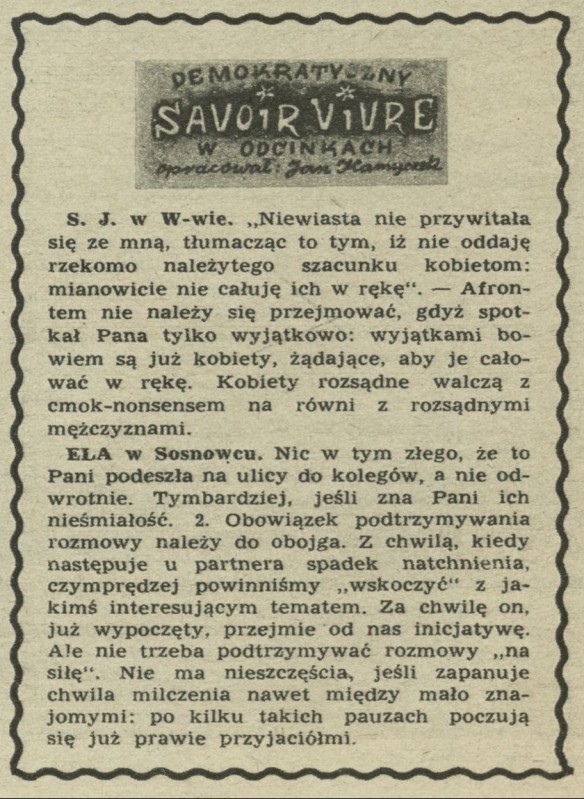 DEMOKRATYCZNY
SAVOIR VIVRE
W ODCINKACH
opracował: Jan Kamyczek
S. J. w W-wie. „Niewiasta nie przywitała
się ze mną, tłumacząc to tym, iż nie oddaję
rzekomo należytego szacunku kobietom:
mianowicie nie całuję ich w rękę“. — Afron-
tem nie należy się przejmować, gdyż spot-
kał Pana tylko wyjątkowo: wyjątkami bo-
wiem są już kobiety, żądające, aby je cało-
wać w rękę. Kobiety rozsądne walczą z
cmok-nonsensem na równi z rozsądnymi
mężczyznami.
EŁA w Sosnowcu. Nic w tym złego, że to
Pani podeszła na ulicy do kolegów, a nie od-
wrotnie. Tymbardziej, jeśli zna Pani ich
nieśmiałość. 2. Obowiązek podtrzymywania
rozmowy należy do obojga. Z chwilą, kiedy
następuje u partnera spadek natchnienia,
czymprędzej powinniśmy „wskoczyć“ z ja-
kimś interesującym tematem. Za chwilę on,
już wypoczęty, przejmie od nas inicjatywę.
Ale nie trzeba podtrzymywać rozmowy „na
siłę“. Nie ma nieszczęścia, jeśli zapanuje
chwila milczenia nawet między mało zna-
jomymi: po kilku takich pauzach poczują
się już prawie przyjaciółmi.